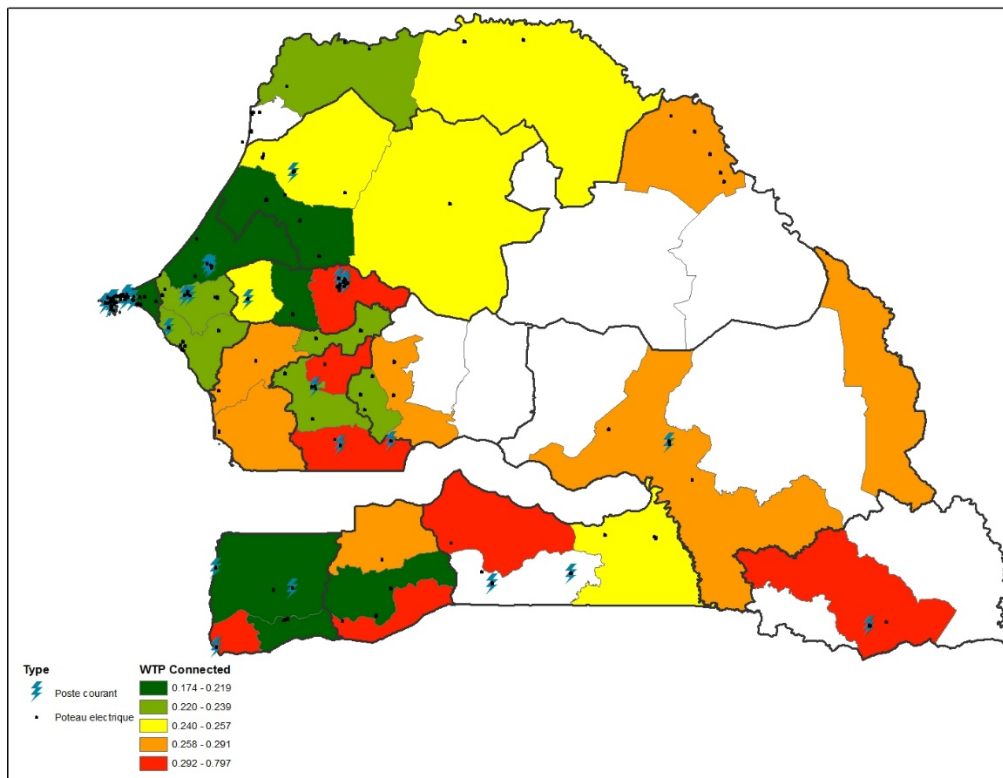 Type
Poste courant
Poteau electrique
WTP Connected
0.174 - 0.219
0.220 - 0.239
0.240 - 0.257
0.258 - 0.291
0.292 - 0.797